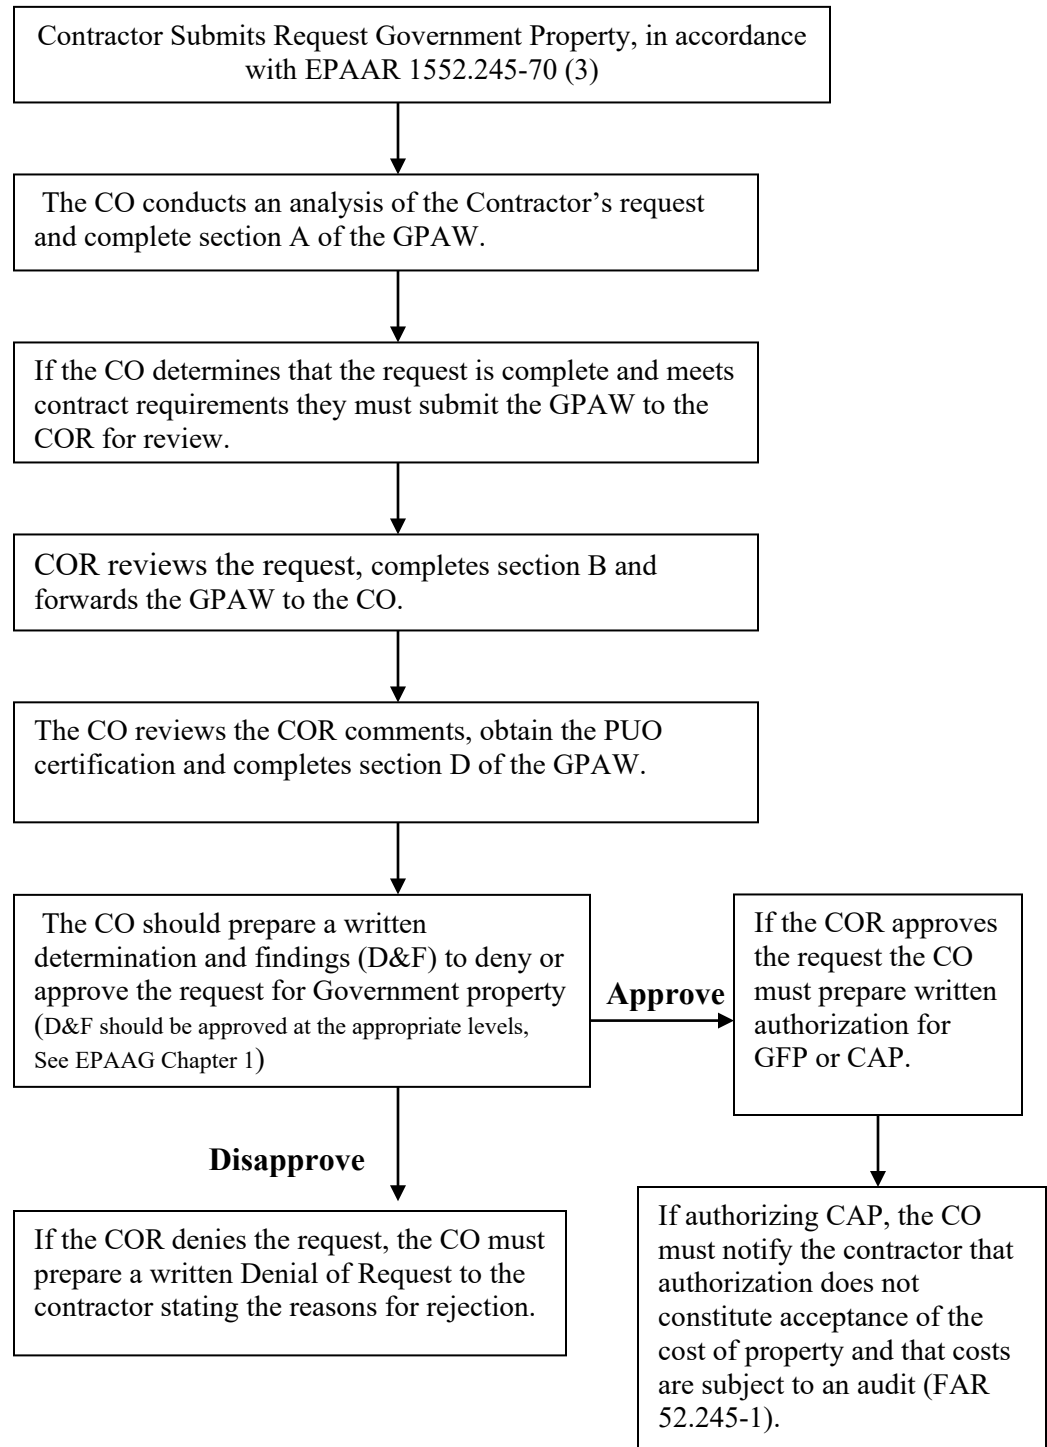 Contractor Submits Request Government Property, in accordance
with EPAAR 1552.245-70 (3)
The CO conducts an analysis of the Contractor’s request
and complete section A of the GPAW.
If the CO determines that the request is complete and meets
contract requirements they must submit the GPAW to the
COR for review.
COR reviews the request, completes section B and
forwards the GPAW to the CO.
The CO reviews the COR comments, obtain the PUO
certification and completes section D of the GPAW.
The CO should prepare a written
determination and findings (D&F) to deny or
approve the request for Government property
(D&F should be approved at the appropriate levels,
See EPAAG Chapter 1)
Approve
If the COR approves
the request the CO
must prepare written
authorization for
GFP or CAP.
Disapprove
If the COR denies the request, the CO must
prepare a written Denial of Request to the
contractor stating the reasons for rejection.
If authorizing CAP, the CO
must notify the contractor that
authorization does not
constitute acceptance of the
cost of property and that costs
are subject to an audit (FAR
52.245-1).